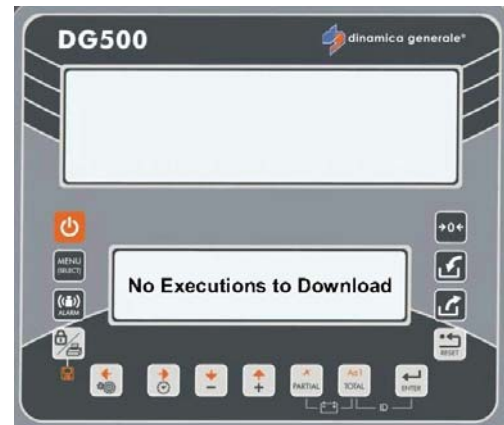 DG500
dinamica generale®
→0←
MENU
(SELECT)
No Executions to Download
((•)) ALARM
RESET
PARTIAL
TOTAL
ENTER
ID